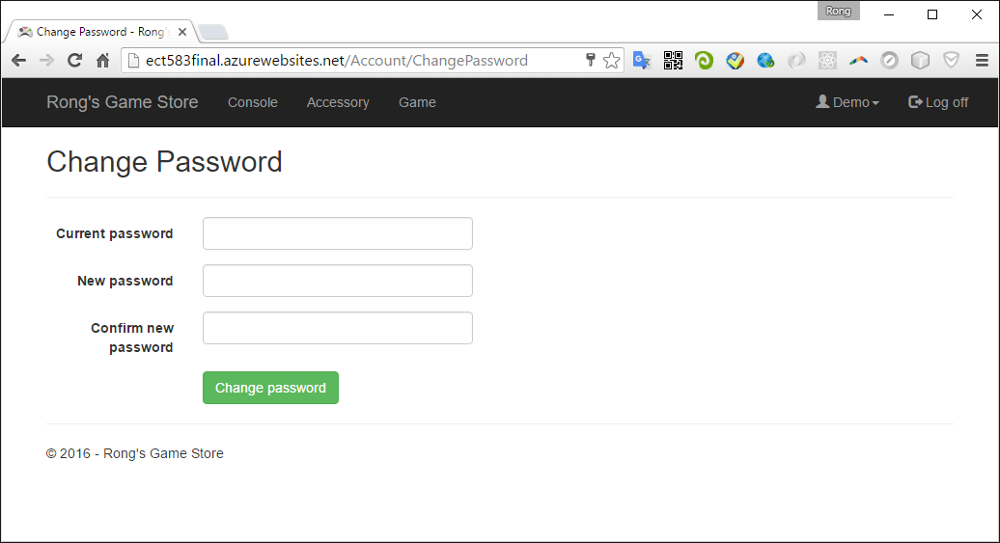 Rong
Change Password - Rong's
ect583final.azurewebsites.net/Account/ChangePassword
Rong's Game Store Console Accessory Game Demo Log off
Change Password
Current password
New password
Confirm new
password
Change password
© 2016 - Rong's Game Store